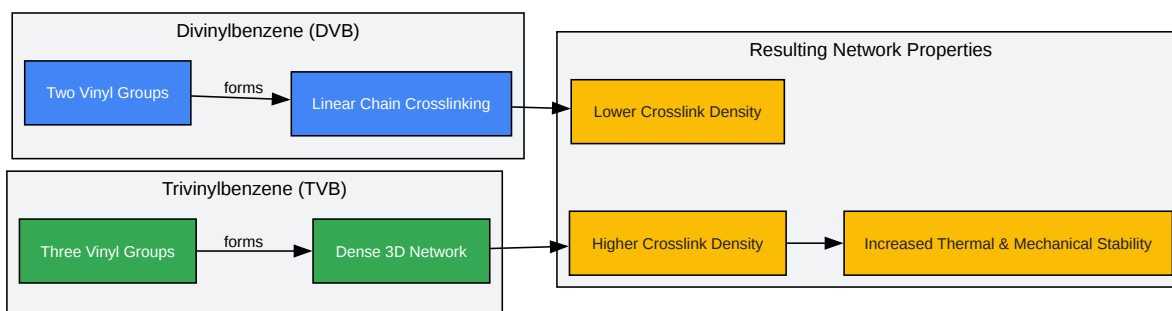 Divinylbenzene (DVB)
Two Vinyl Groups
forms
Linear Chain Crosslinking
Trivinylbenzene (TVB)
Three Vinyl Groups
forms
Dense 3D Network
Resulting Network Properties
Lower Crosslink Density
Higher Crosslink Density
Increased Thermal & Mechanical Stability